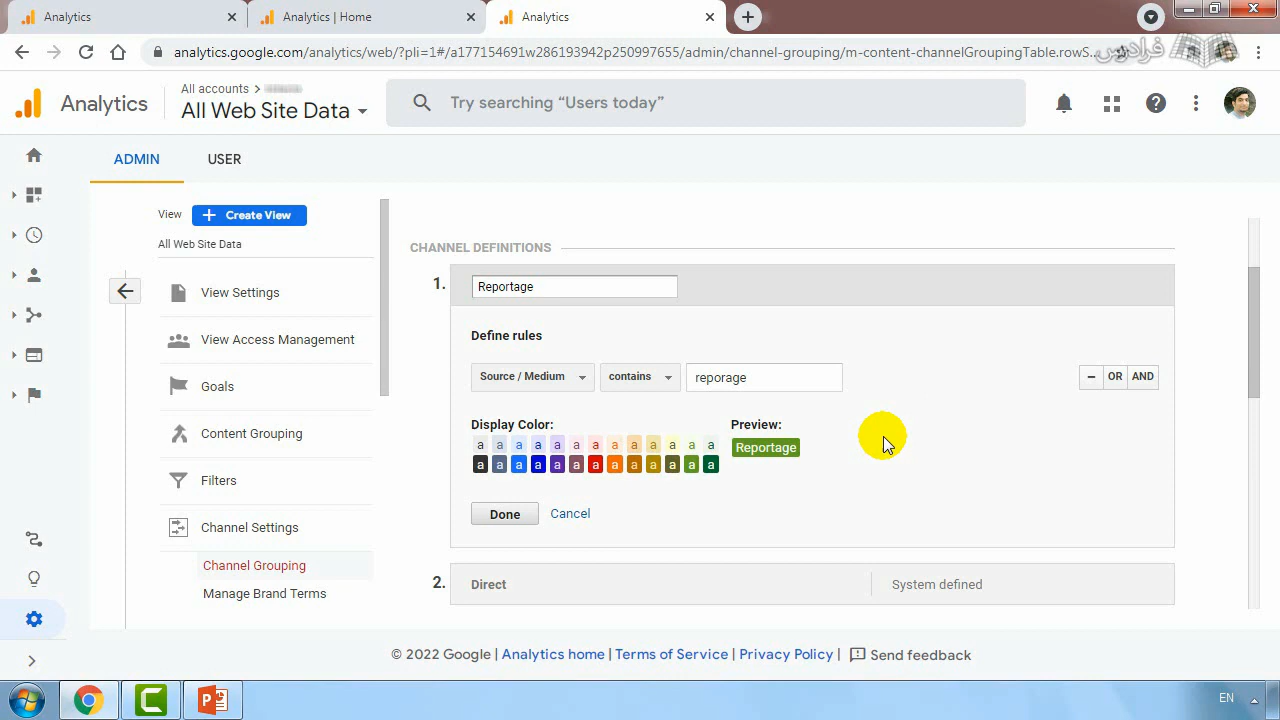 Analytics
Analytics | Home
Analytics
analytics.google.com/analytics/web/?pli=1#/a177154691w286193942p250997655/admin/channel-grouping/m-content-channelGroupingTable.rowS...
فرادرس
Analytics
All accounts >
All Web Site Data
Try searching “Users today”
ADMIN
USER
View
Create View
All Web Site Data
View Settings
View Access Management
Goals
Content Grouping
Filters
Channel Settings
Channel Grouping
Manage Brand Terms
CHANNEL DEFINITIONS
1.
Reportage
Define rules
Source / Medium
contains
reporage
− OR AND
Display Color:
Preview:
a a a a a a a a a a a a a
a a a a a a a a a a a a a
Reportage
Done
Cancel
2.
Direct
System defined
© 2022 Google | Analytics home | Terms of Service | Privacy Policy | Send feedback
EN